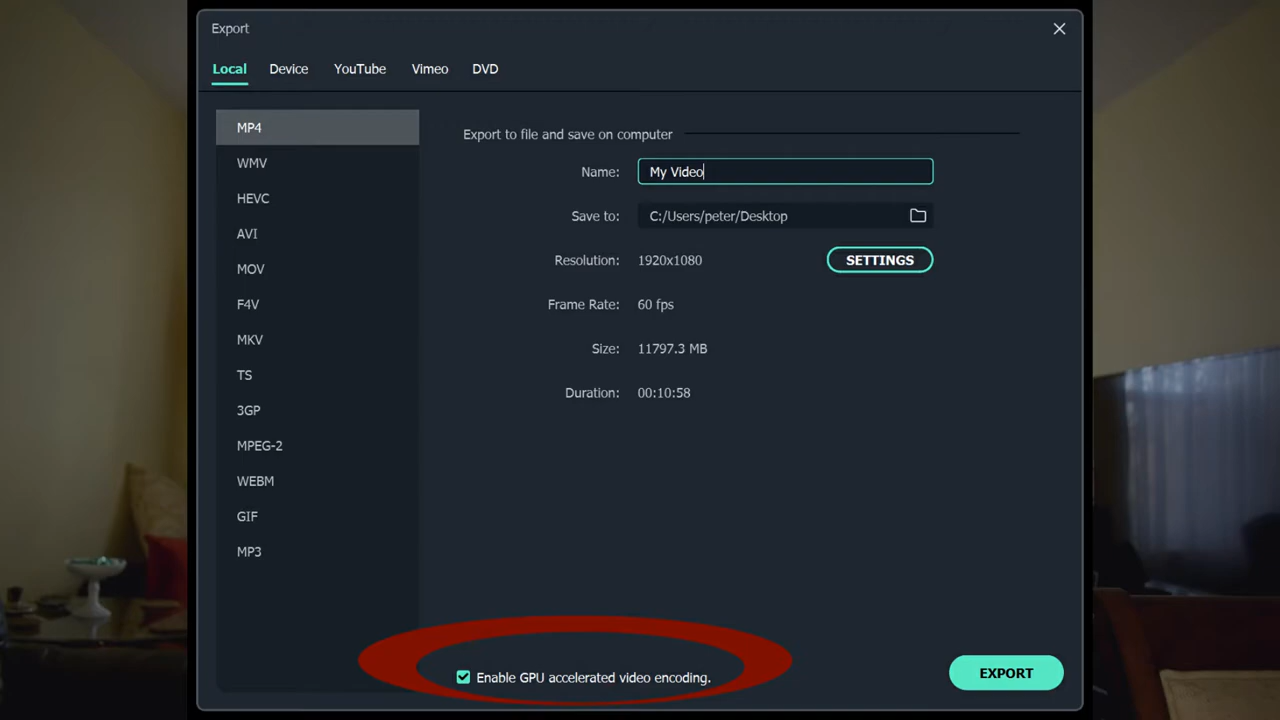 Export
Local Device YouTube Vimeo DVD
MP4
WMV
HEVC
AVI
MOV
F4V
MKV
TS
3GP
MPEG-2
WEBM
GIF
MP3
Export to file and save on computer
Name: My Video
Save to: C:/Users/peter/Desktop
Resolution: 1920x1080 SETTINGS
Frame Rate: 60 fps
Size: 11797.3 MB
Duration: 00:10:58
Enable GPU accelerated video encoding.
EXPORT